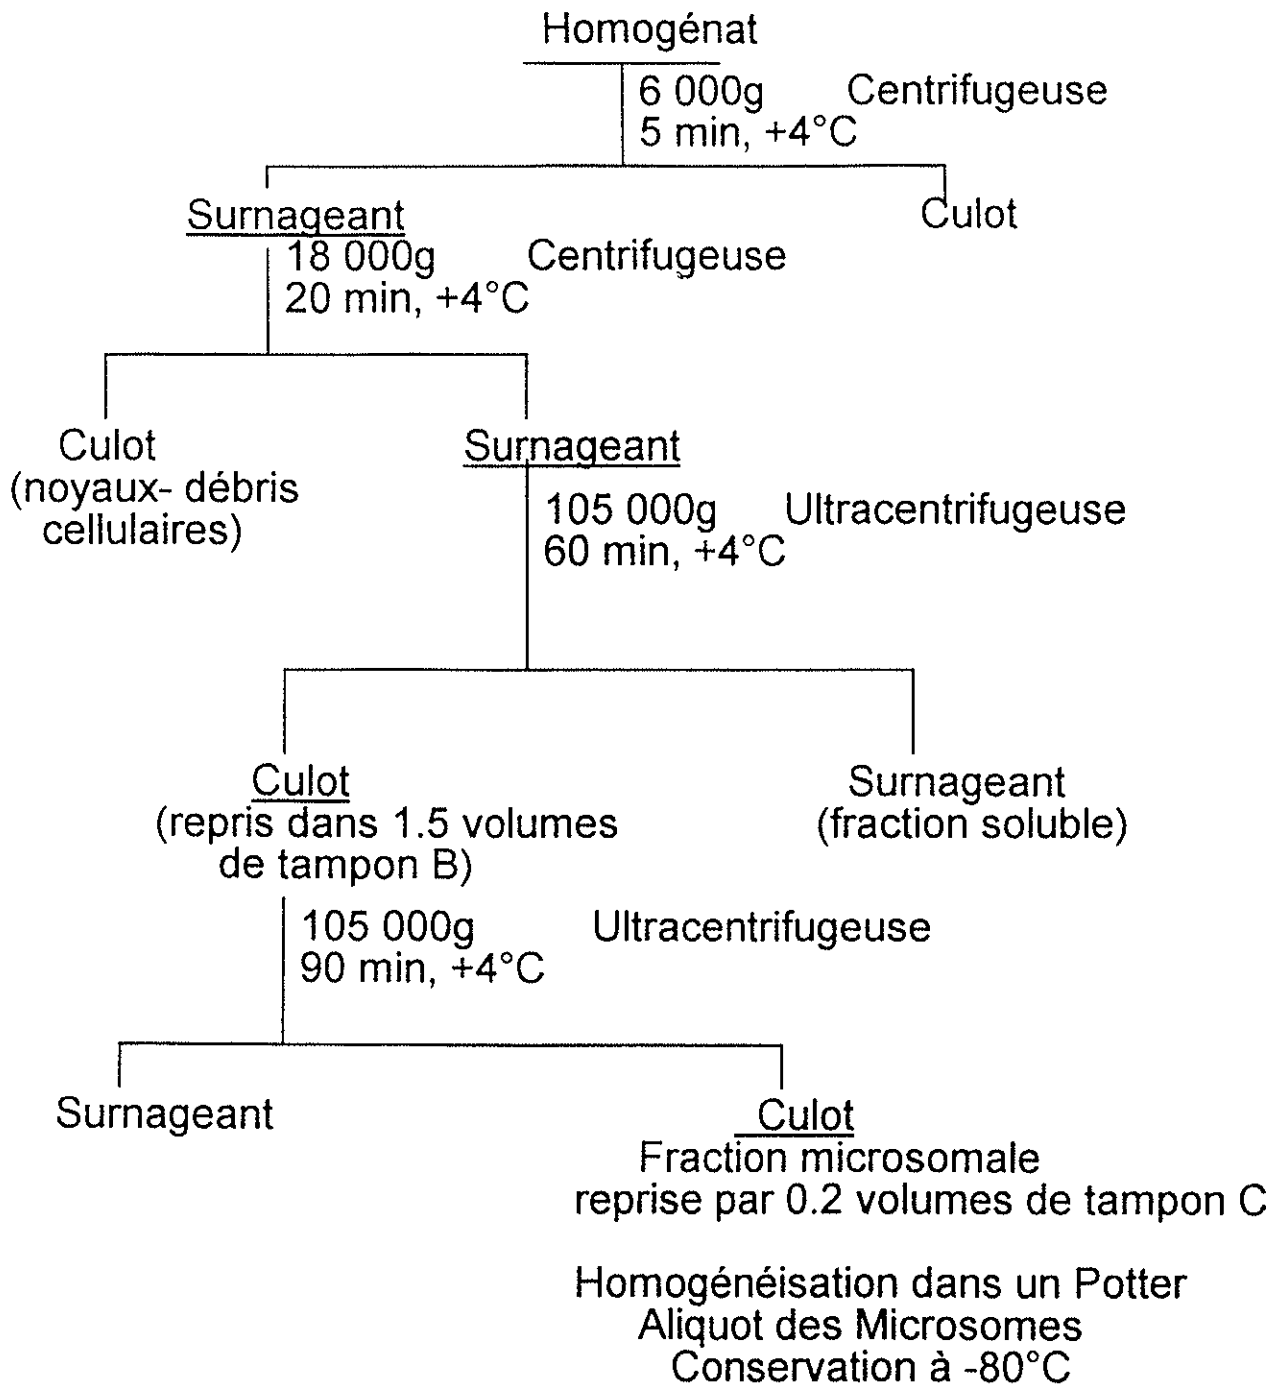 Homogénat
6 000g Centrifugeuse
5 min, +4°C
Surnageant Culot
18 000g Centrifugeuse
20 min, +4°C
Culot Surnageant
(noyaux- débris
cellulaires)
105 000g Ultracentrifugeuse
60 min, +4°C
Culot Surnageant
(repris dans 1.5 volumes (fraction soluble)
de tampon B)
105 000g Ultracentrifugeuse
90 min, +4°C
Surnageant Culot
Fraction microsomale
reprise par 0.2 volumes de tampon C
Homogénéisation dans un Potter
Aliquot des Microsomes
Conservation à -80°C